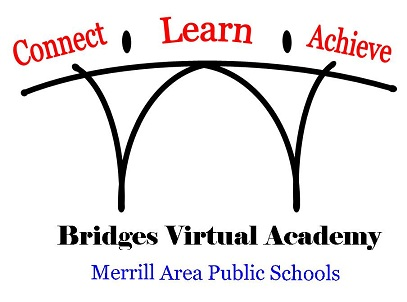 Connect • Learn • Achieve
Bridges Virtual Academy
Merrill Area Public Schools